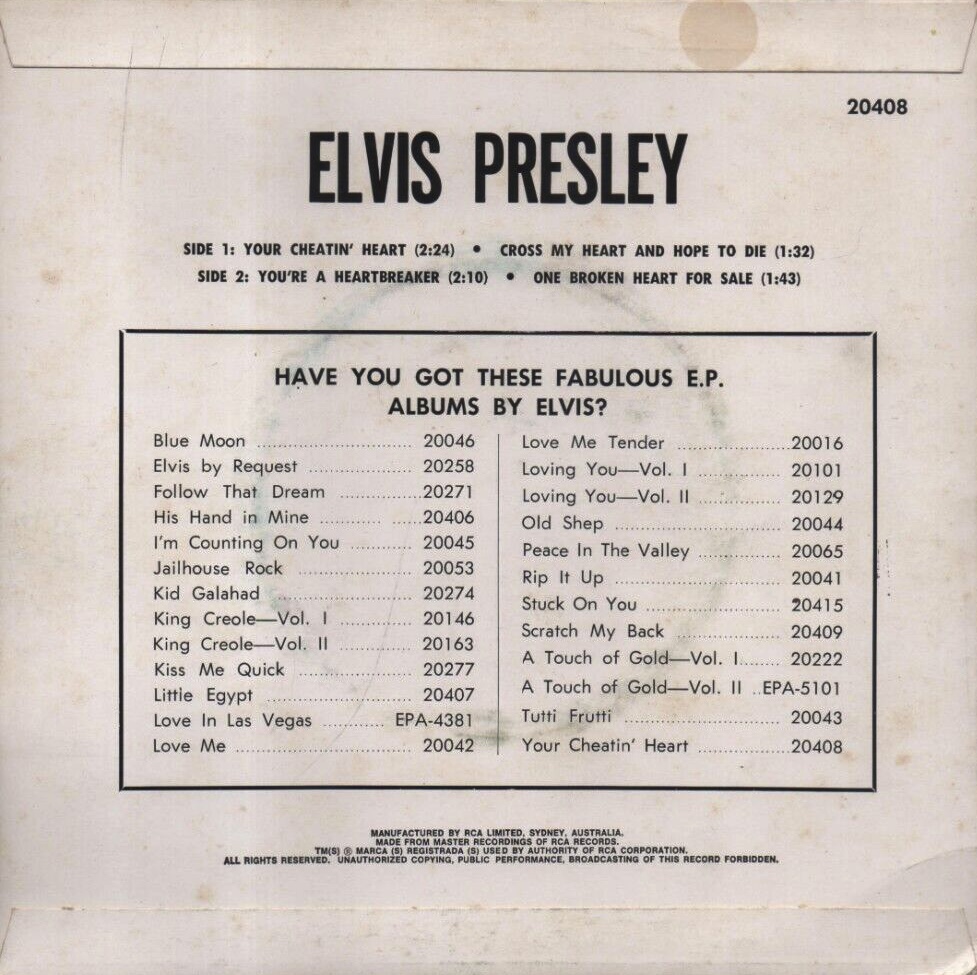 20408
ELVIS PRESLEY
SIDE 1: YOUR CHEATIN' HEART (2:24) • CROSS MY HEART AND HOPE TO DIE (1:32)
SIDE 2: YOU'RE A HEARTBREAKER (2:10) • ONE BROKEN HEART FOR SALE (1:43)
HAVE YOU GOT THESE FABULOUS E.P.
ALBUMS BY ELVIS?
Blue Moon .......................... 20046
Elvis by Request ................. 20258
Follow That Dream ..............20271
His Hand in Mine ........... .....20406
I'm Counting On You ........... 20045
Jailhouse Rock ................... 20053
Kid Galahad ....................... 20274
King Creole—Vol. I ............. 20146
King Creole—Vol. II ............ 20163
Kiss Me Quick ................... 20277
Little Egypt ........................ 20407
Love In Las Vegas .......... EPA-4381
Love Me .............................. 20042
Love Me Tender ...................20016
Loving You—Vol. I .............. 20101
Loving You—Vol. II ............... 20129
Old Shep ............................ 20044
Peace In The Valley .............. 20065
Rip It Up ............................ 20041
Stuck On You ....................... 20415
Scratch My Back ................. 20409
A Touch of Gold—Vol. I....... 20222
A Touch of Gold—Vol. II ..EPA-5101
Tutti Frutti .......................... 20043
Your Cheatin' Heart ...............20408
MANUFACTURED BY RCA LIMITED, SYDNEY, AUSTRALIA.
MADE FROM MASTER RECORDINGS OF RCA RECORDS.
TM(S) ® MARCA (S) REGISTRADA (S) USED BY AUTHORITY OF RCA CORPORATION.
ALL RIGHTS RESERVED. UNAUTHORIZED COPYING, PUBLIC PERFORMANCE, BROADCASTING OF THIS RECORD FORBIDDEN.